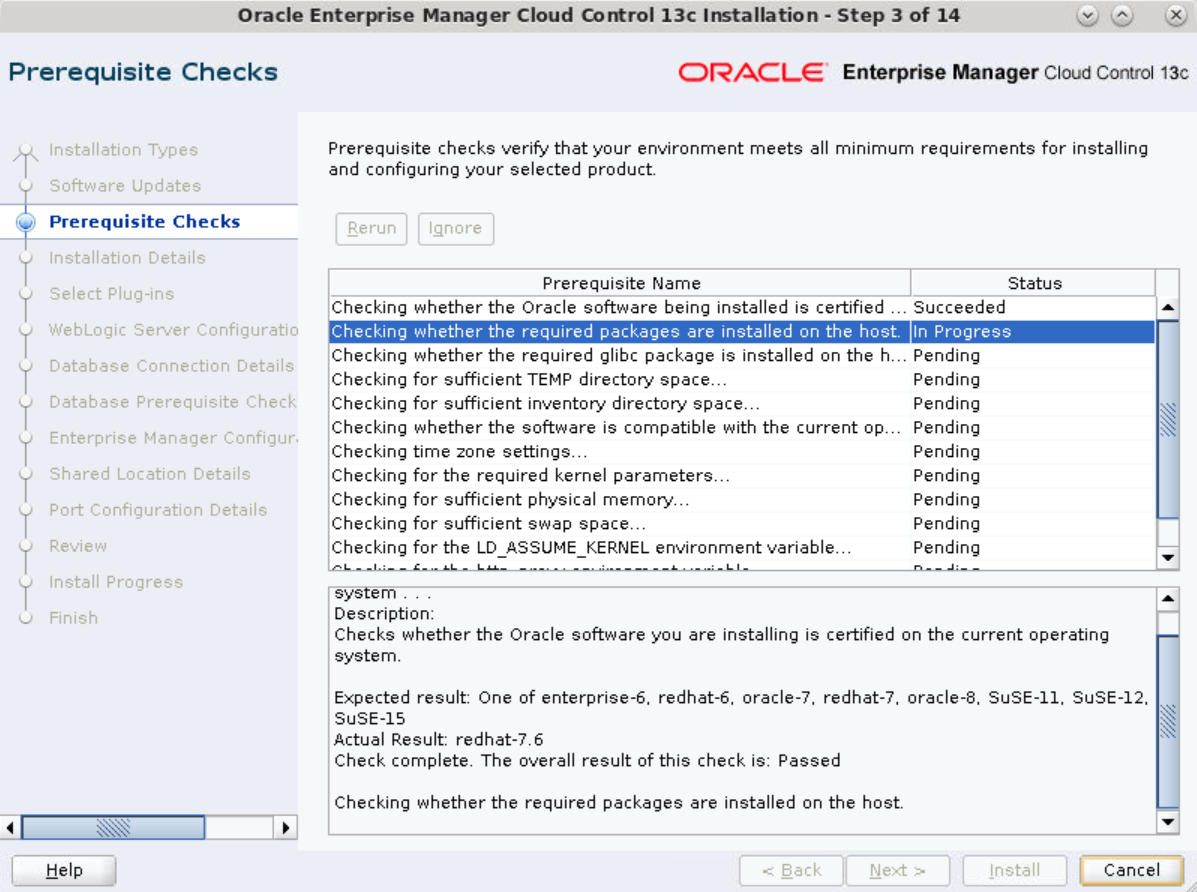 Oracle Enterprise Manager Cloud Control 13c Installation - Step 3 of 14
Prerequisite Checks
ORACLE Enterprise Manager Cloud Control 13c
Installation Types
Software Updates
Prerequisite Checks
Installation Details
Select Plug-ins
WebLogic Server Configuratio
Database Connection Details
Database Prerequisite Check
Enterprise Manager Configur
Shared Location Details
Port Configuration Details
Review
Install Progress
Finish
Prerequisite checks verify that your environment meets all minimum requirements for installing
and configuring your selected product.
Rerun Ignore
Prerequisite Name Status
Checking whether the Oracle software being installed is certified ... Succeeded
Checking whether the required packages are installed on the host. In Progress
Checking whether the required glibc package is installed on the h... Pending
Checking for sufficient TEMP directory space... Pending
Checking for sufficient inventory directory space... Pending
Checking whether the software is compatible with the current op... Pending
Checking time zone settings... Pending
Checking for the required kernel parameters... Pending
Checking for sufficient physical memory... Pending
Checking for sufficient swap space... Pending
Checking for the LD_ASSUME_KERNEL environment variable... Pending
Checking for the http_proxy environment variable... Pending
system . . .
Description:
Checks whether the Oracle software you are installing is certified on the current operating
system.
Expected result: One of enterprise-6, redhat-6, oracle-7, redhat-7, oracle-8, SuSE-11, SuSE-12,
SuSE-15
Actual Result: redhat-7.6
Check complete. The overall result of this check is: Passed
Checking whether the required packages are installed on the host.
Help < Back Next > Install Cancel